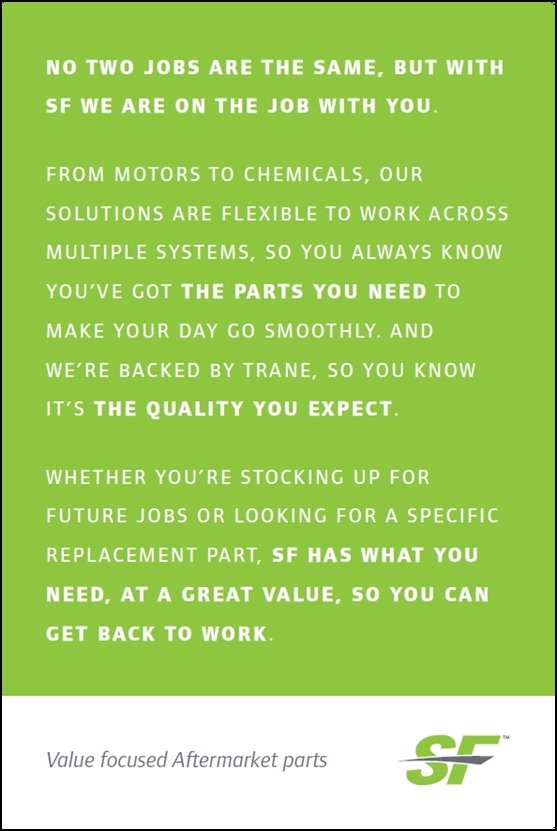 NO TWO JOBS ARE THE SAME, BUT WITH
SF WE ARE ON THE JOB WITH YOU.
FROM MOTORS TO CHEMICALS, OUR
SOLUTIONS ARE FLEXIBLE TO WORK ACROSS
MULTIPLE SYSTEMS, SO YOU ALWAYS KNOW
YOU'VE GOT THE PARTS YOU NEED TO
MAKE YOUR DAY GO SMOOTHLY. AND
WE'RE BACKED BY TRANE, SO YOU KNOW
IT'S THE QUALITY YOU EXPECT.
WHETHER YOU'RE STOCKING UP FOR
FUTURE JOBS OR LOOKING FOR A SPECIFIC
REPLACEMENT PART, SF HAS WHAT YOU
NEED, AT A GREAT VALUE, SO YOU CAN
GET BACK TO WORK.
Value focused Aftermarket parts
SF™